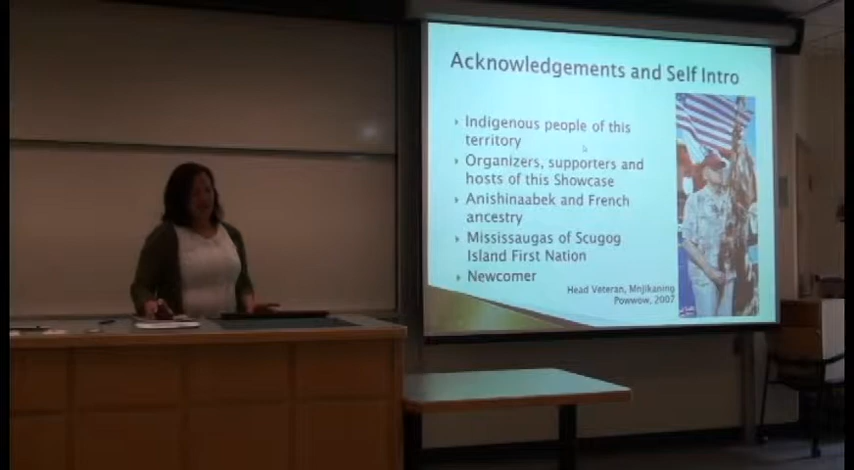 Acknowledgements and Self Intro
Indigenous people of this
territory
Organizers, supporters and
hosts of this Showcase
Anishinaabek and French
ancestry
Mississaugas of Scugog
Island First Nation
Newcomer
Head Veteran, Mnjikaning
Powwow, 2007